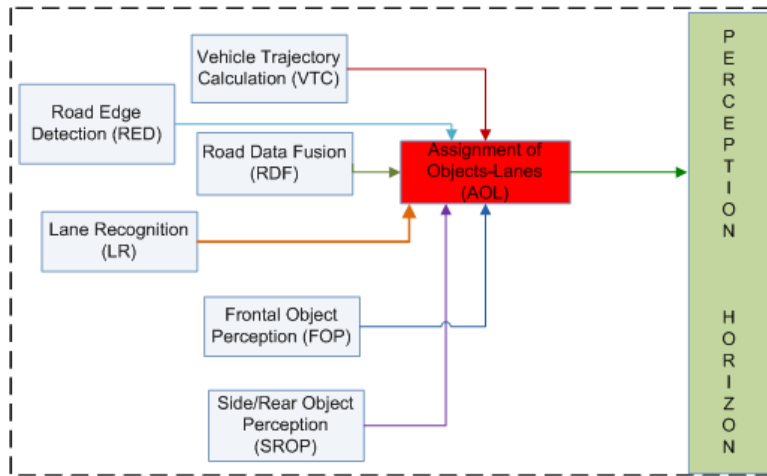 Vehicle Trajectory
Calculation (VTC)
Road Edge
Detection (RED)
Road Data Fusion
(RDF)
Assignment of
Objects-Lanes
(AOL)
Lane Recognition
(LR)
Frontal Object
Perception (FOP)
Side/Rear Object
Perception
(SROP)
P
E
R
C
E
P
T
I
O
N
H
O
R
I
Z
O
N